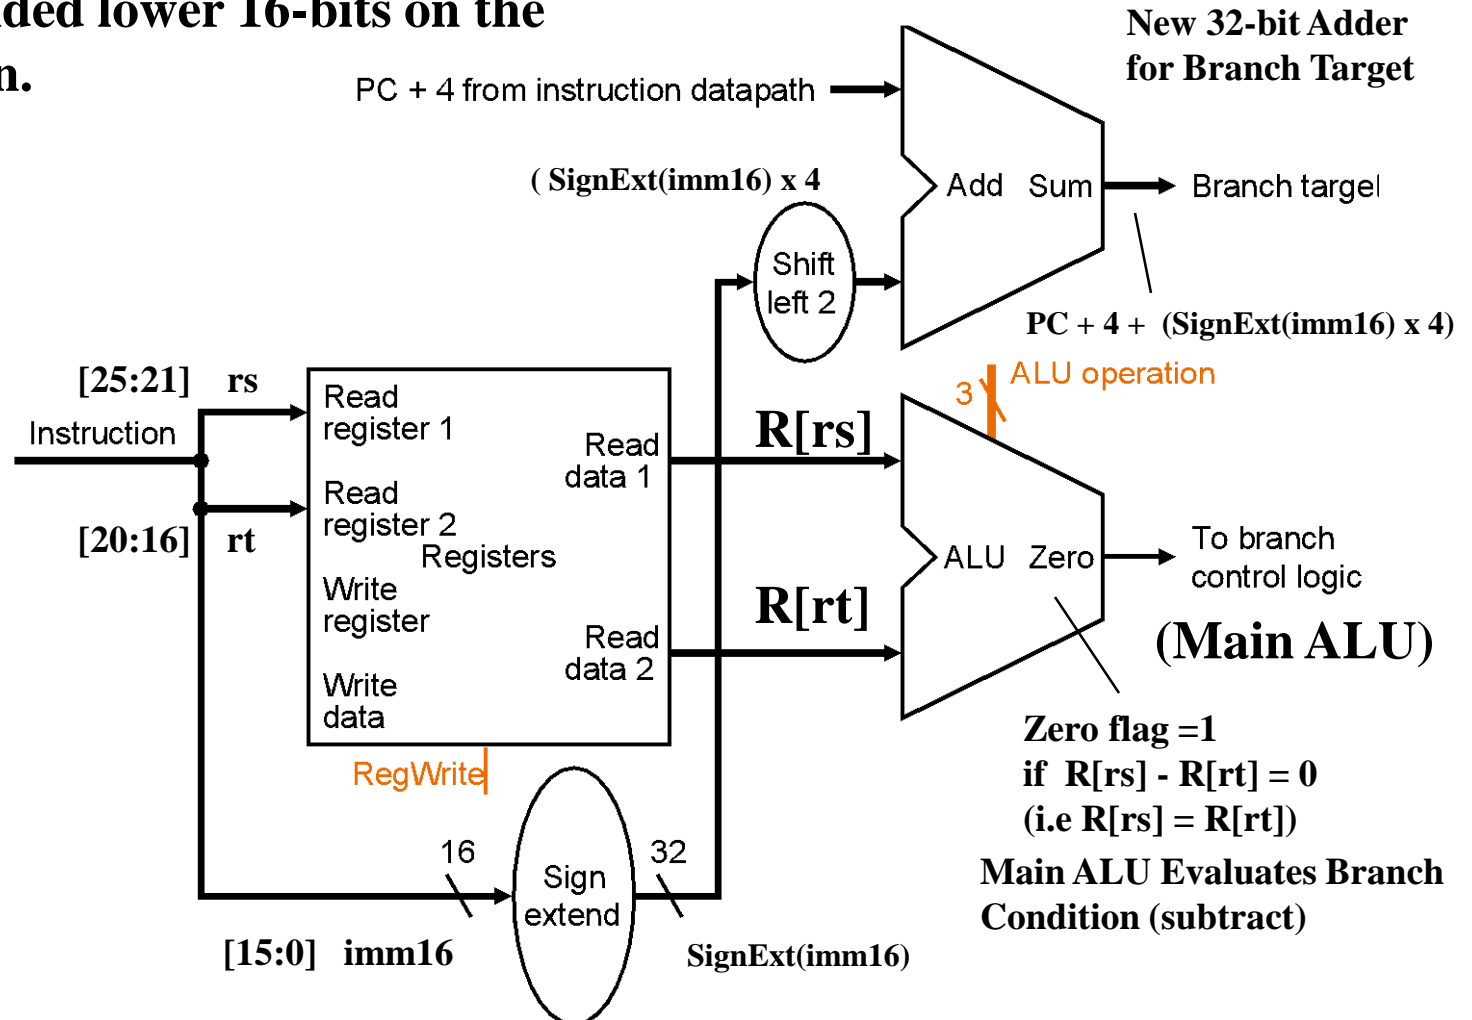 ded lower 16-bits on the
n.
New 32-bit Adder
for Branch Target
PC + 4 from instruction datapath
( SignExt(imm16) x 4
Add Sum
Branch target
Shift
left 2
PC + 4 + (SignExt(imm16) x 4)
ALU operation
3
[25:21] rs
Instruction
[20:16] rt
Read
register 1
Read
data 1
Read
register 2
Registers
Write
register
Read
data 2
Write
data
RegWrite
R[rs]
R[rt]
ALU Zero
To branch
control logic
(Main ALU)
Zero flag =1
if R[rs] - R[rt] = 0
(i.e R[rs] = R[rt])
Main ALU Evaluates Branch
Condition (subtract)
16
Sign
extend
32
[15:0] imm16
SignExt(imm16)